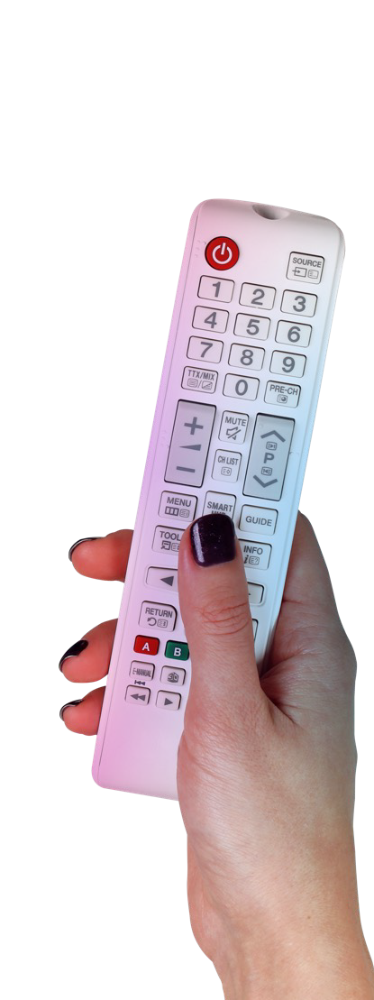 SOURCE
1 2 3
4 5 6
7 8 9
TTX/MIX 0 PRE-CH
+ MUTE
CH LIST P
−
MENU SMART GUIDE
INFO
RETURN
A B
E-MANUAL